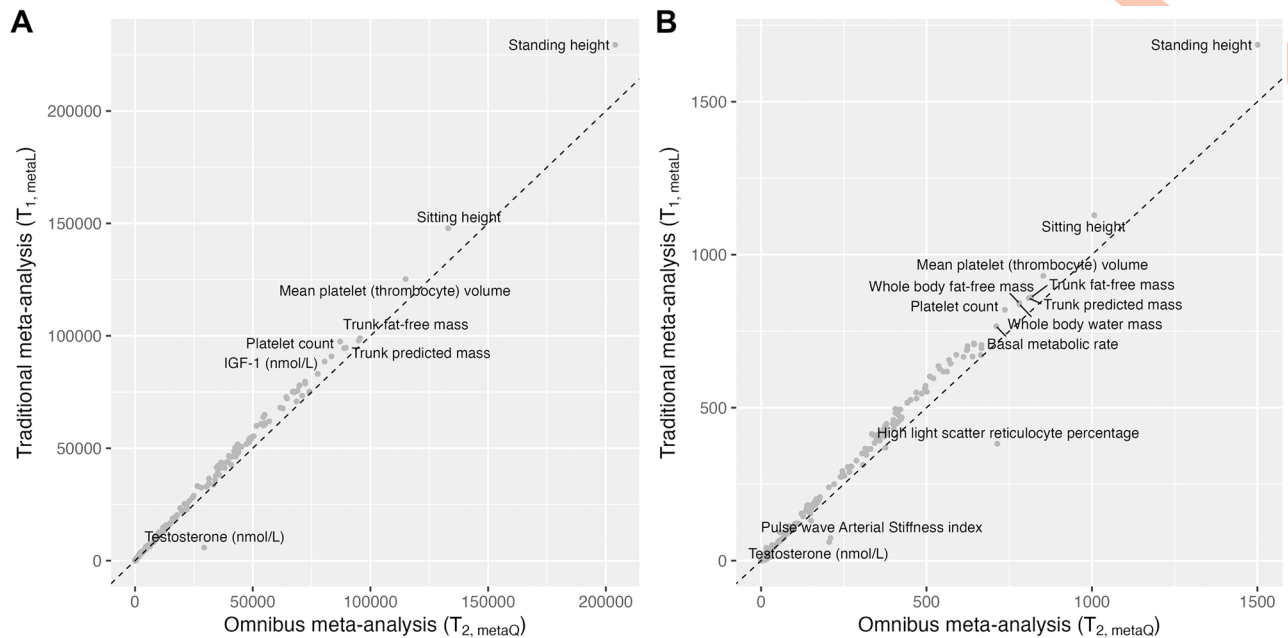 A
B
Standing height
Sitting height
Mean platelet (thrombocyte) volume
Trunk fat-free mass
Platelet count
Trunk predicted mass
IGF-1 (nmol/L)
Testosterone (nmol/L)
200000
150000
100000
50000
0
0
50000
100000
150000
200000
Traditional meta-analysis (T1, metaL)
Omnibus meta-analysis (T2, metaQ)
Standing height
Sitting height
Mean platelet (thrombocyte) volume
Whole body fat-free mass
Trunk fat-free mass
Platelet count
Trunk predicted mass
Whole body water mass
Basal metabolic rate
High light scatter reticulocyte percentage
Pulse wave Arterial Stiffness index
Testosterone (nmol/L)
1500
1000
500
0
0
500
1000
1500
Traditional meta-analysis (T1, metaL)
Omnibus meta-analysis (T2, metaQ)